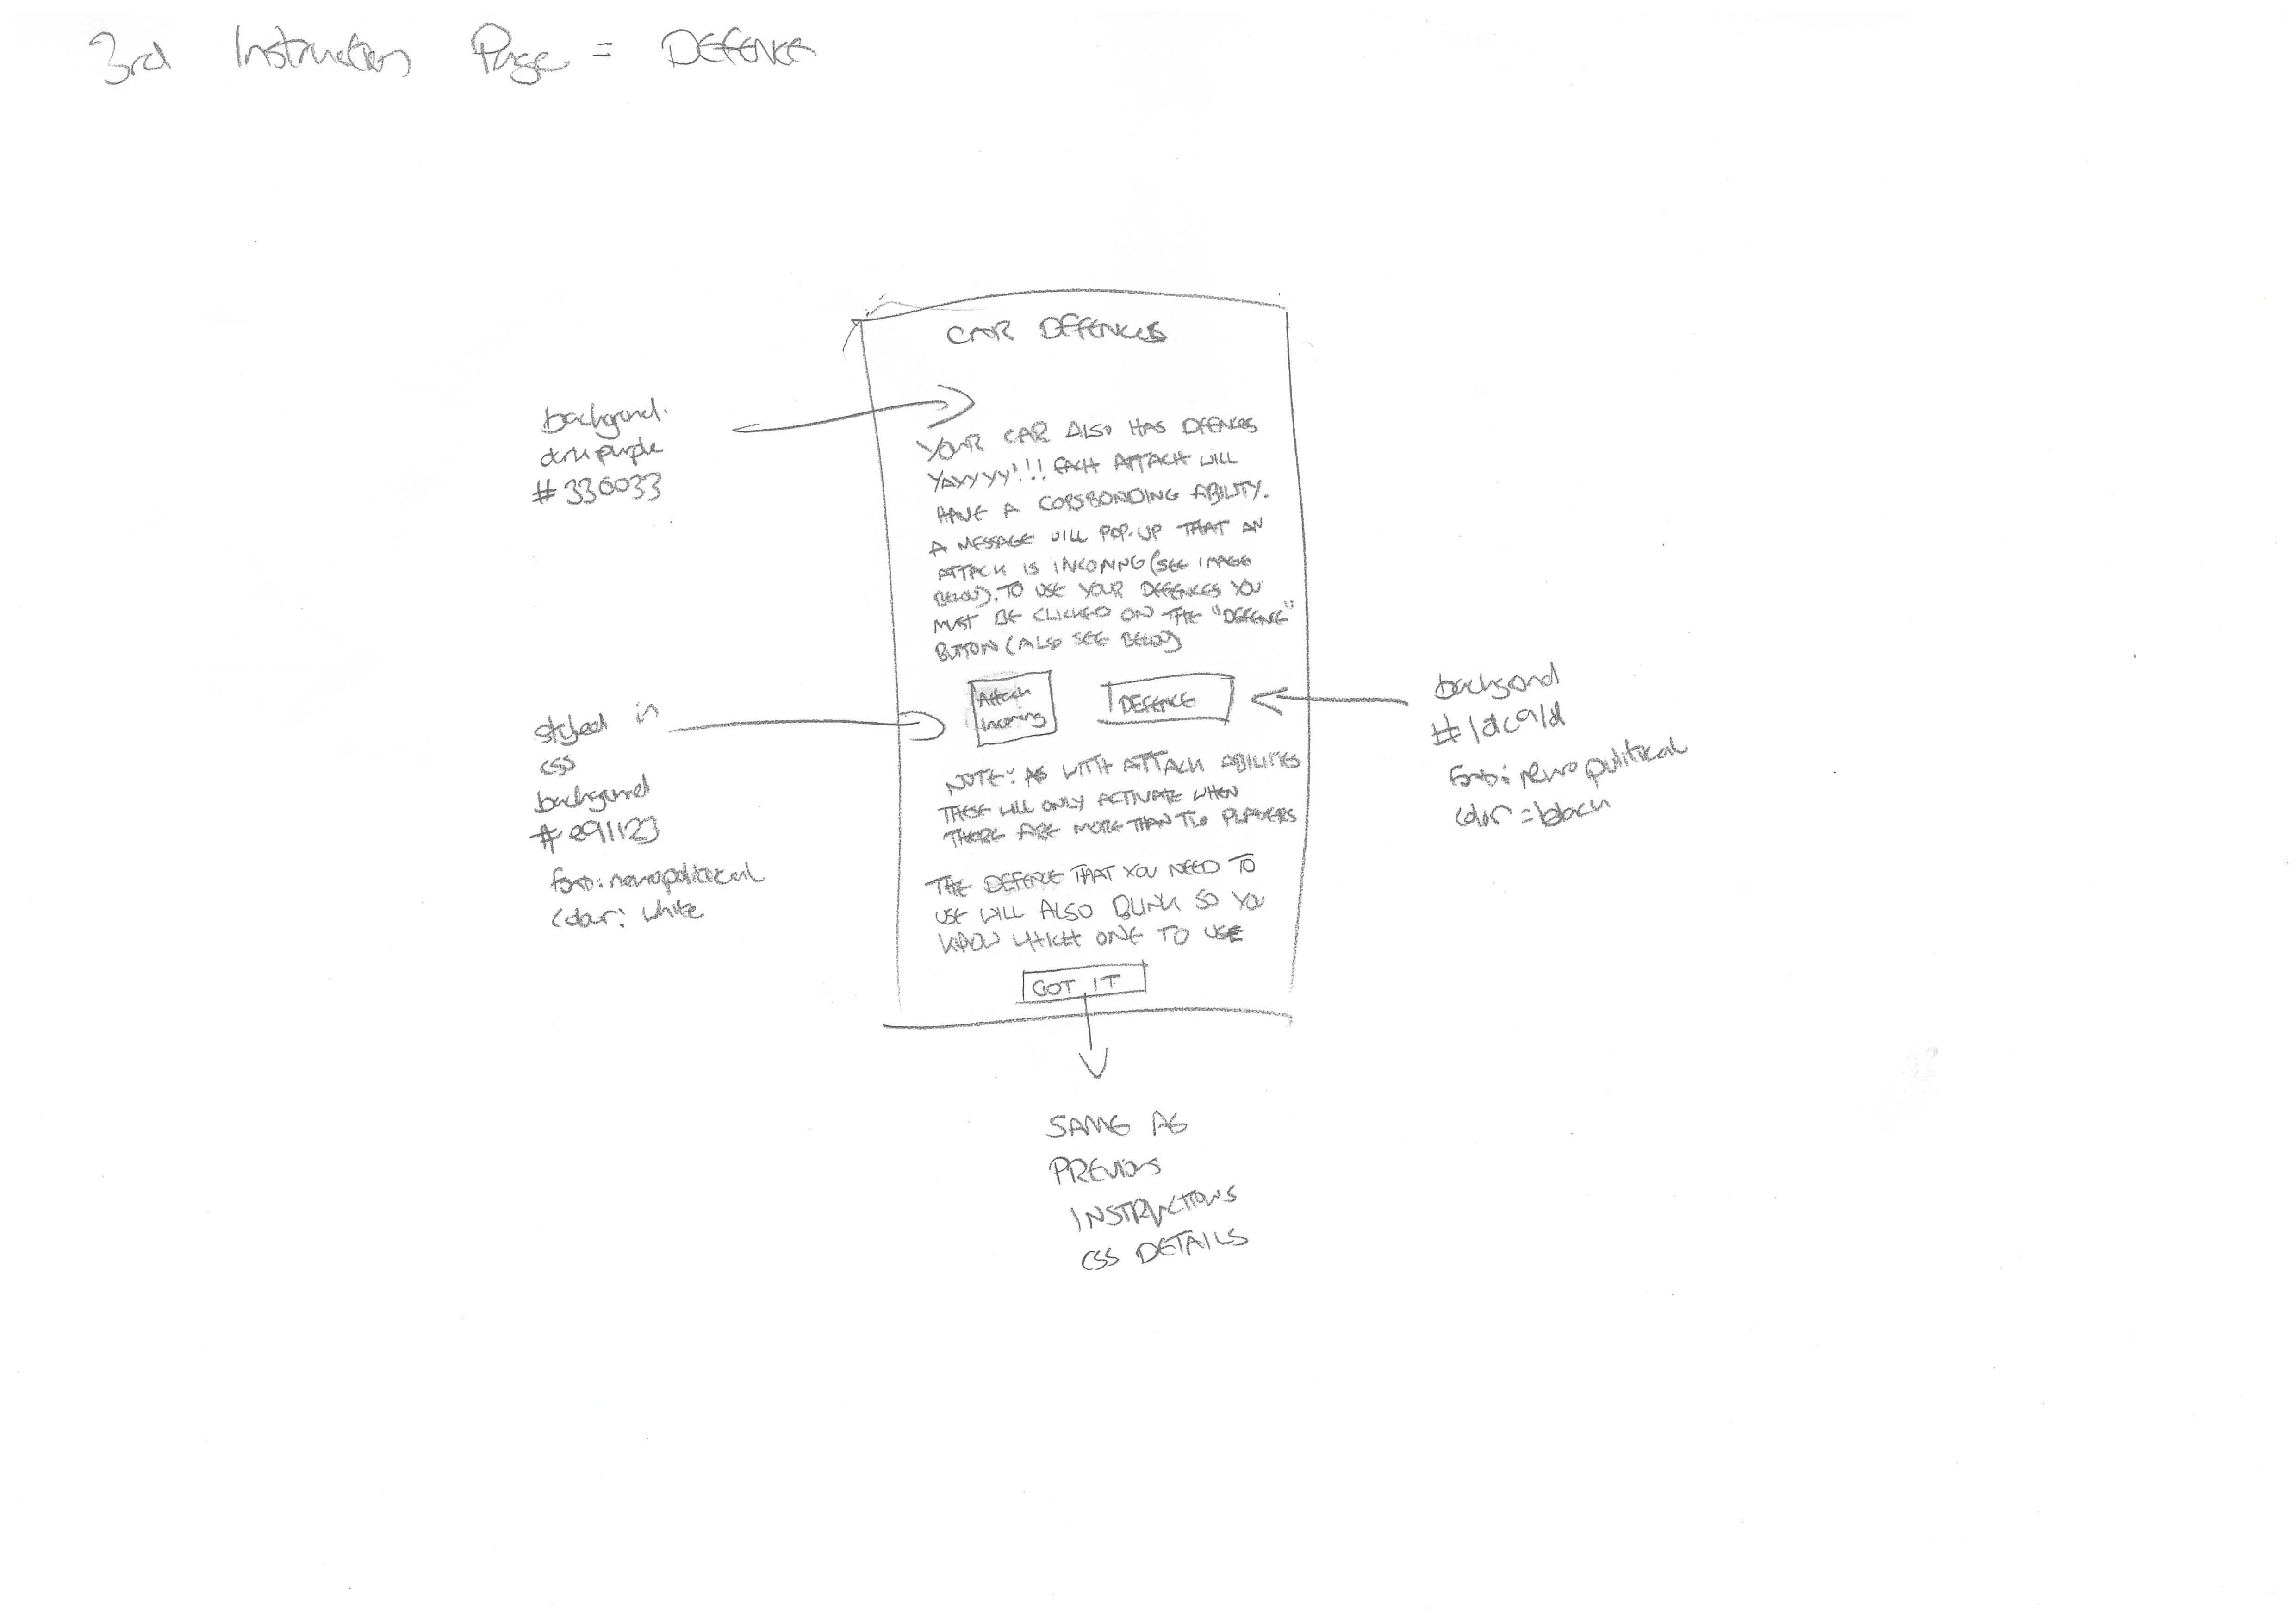 3rd Instruction Page = DEFENCE
CAR DEFENCES
background
dark purple
#330033
YOUR CAR ALSO HAS DEFENCES
YAYYYY!!! EACH ATTACK WILL
HAVE A CORSBONDING ABILITY.
A MESSAGE WILL POP-UP THAT AN
ATTACK IS INCOMING (SEE IMAGE
BELOW). TO USE YOUR DEFENCES YOU
MUST BE CLICKED ON THE "DEFENCE"
BUTTON (ALSO SEE BELOW)
Attack
Incoming
DEFENCE
styled in
css
background
#e91123
font: neuropolitical
Colour: white
background
#1dc91d
font: neuropolitical
colour = black
NOTE: AS WITH ATTACK ABILITIES
THESE WILL ONLY ACTIVATE WHEN
THERE ARE MORE THAN TWO PLAYERS
THE DEFENCE THAT YOU NEED TO
USE WILL ALSO BLINK SO YOU
KNOW WHICH ONE TO USE
GOT IT
SAME AS
PREVIOUS
INSTRUCTIONS
CSS DETAILS